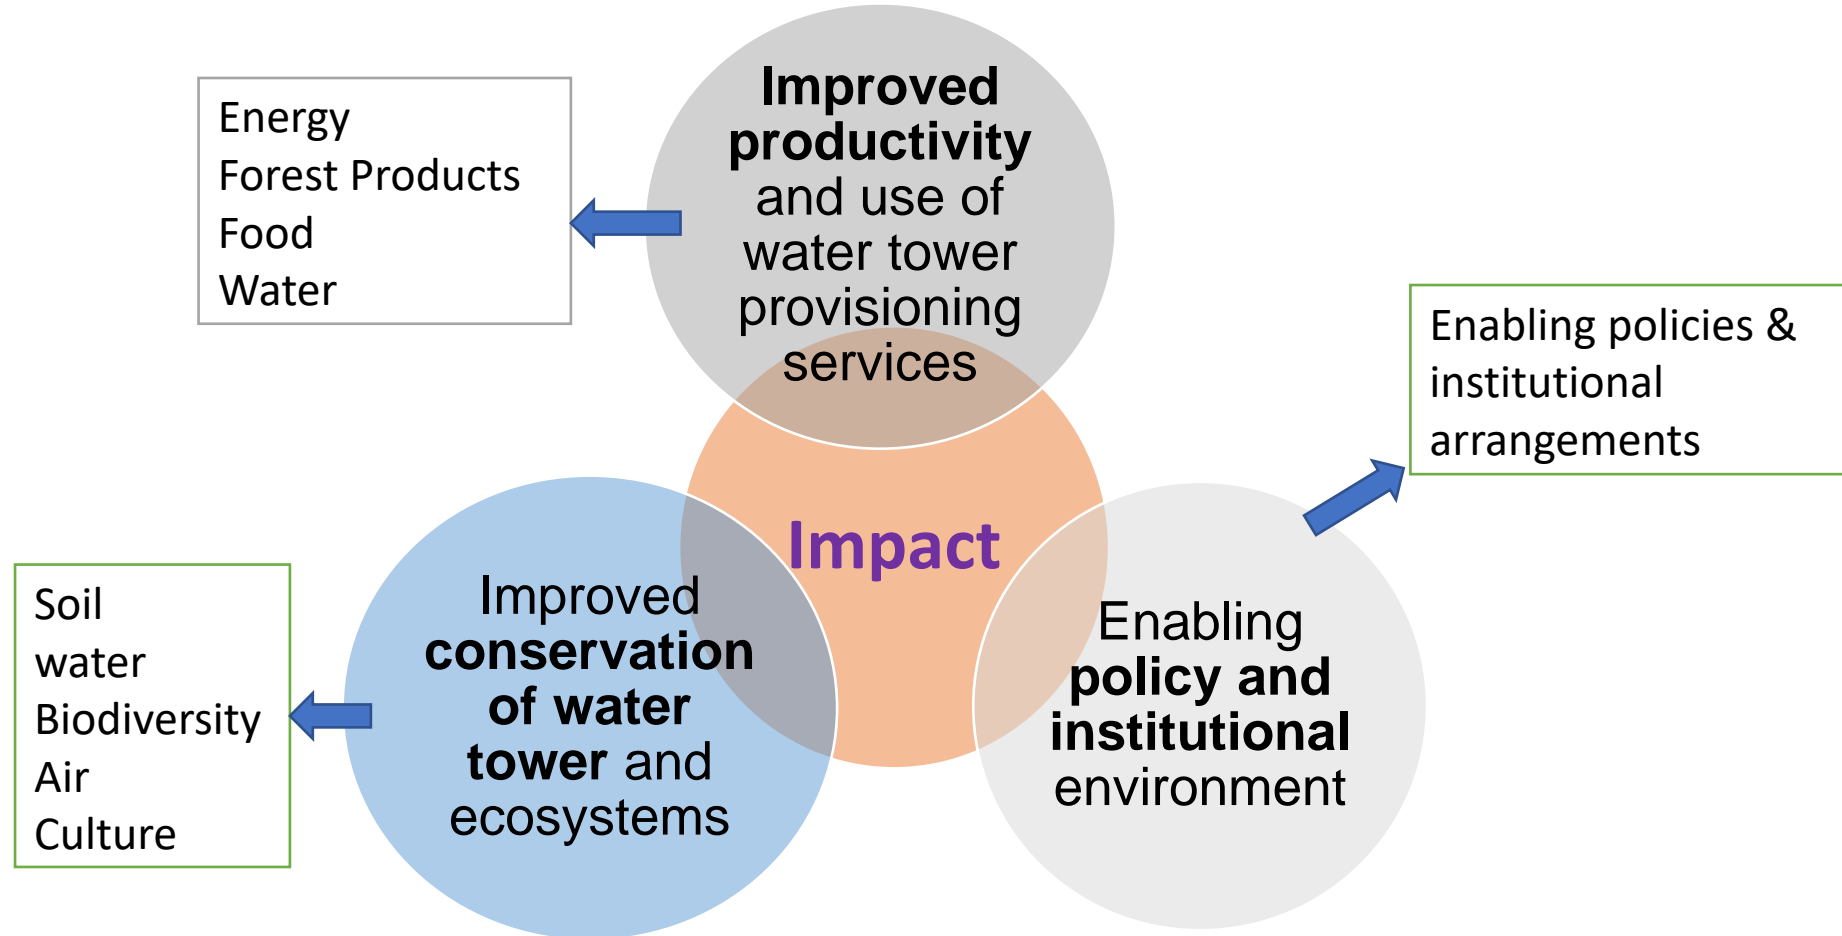 Improved
productivity
and use of
water tower
provisioning
services
Energy
Forest Products
Food
Water
Enabling policies &
institutional
arrangements
Impact
Improved
conservation
of water
tower and
ecosystems
Soil
water
Biodiversity
Air
Culture
Enabling
policy and
institutional
environment